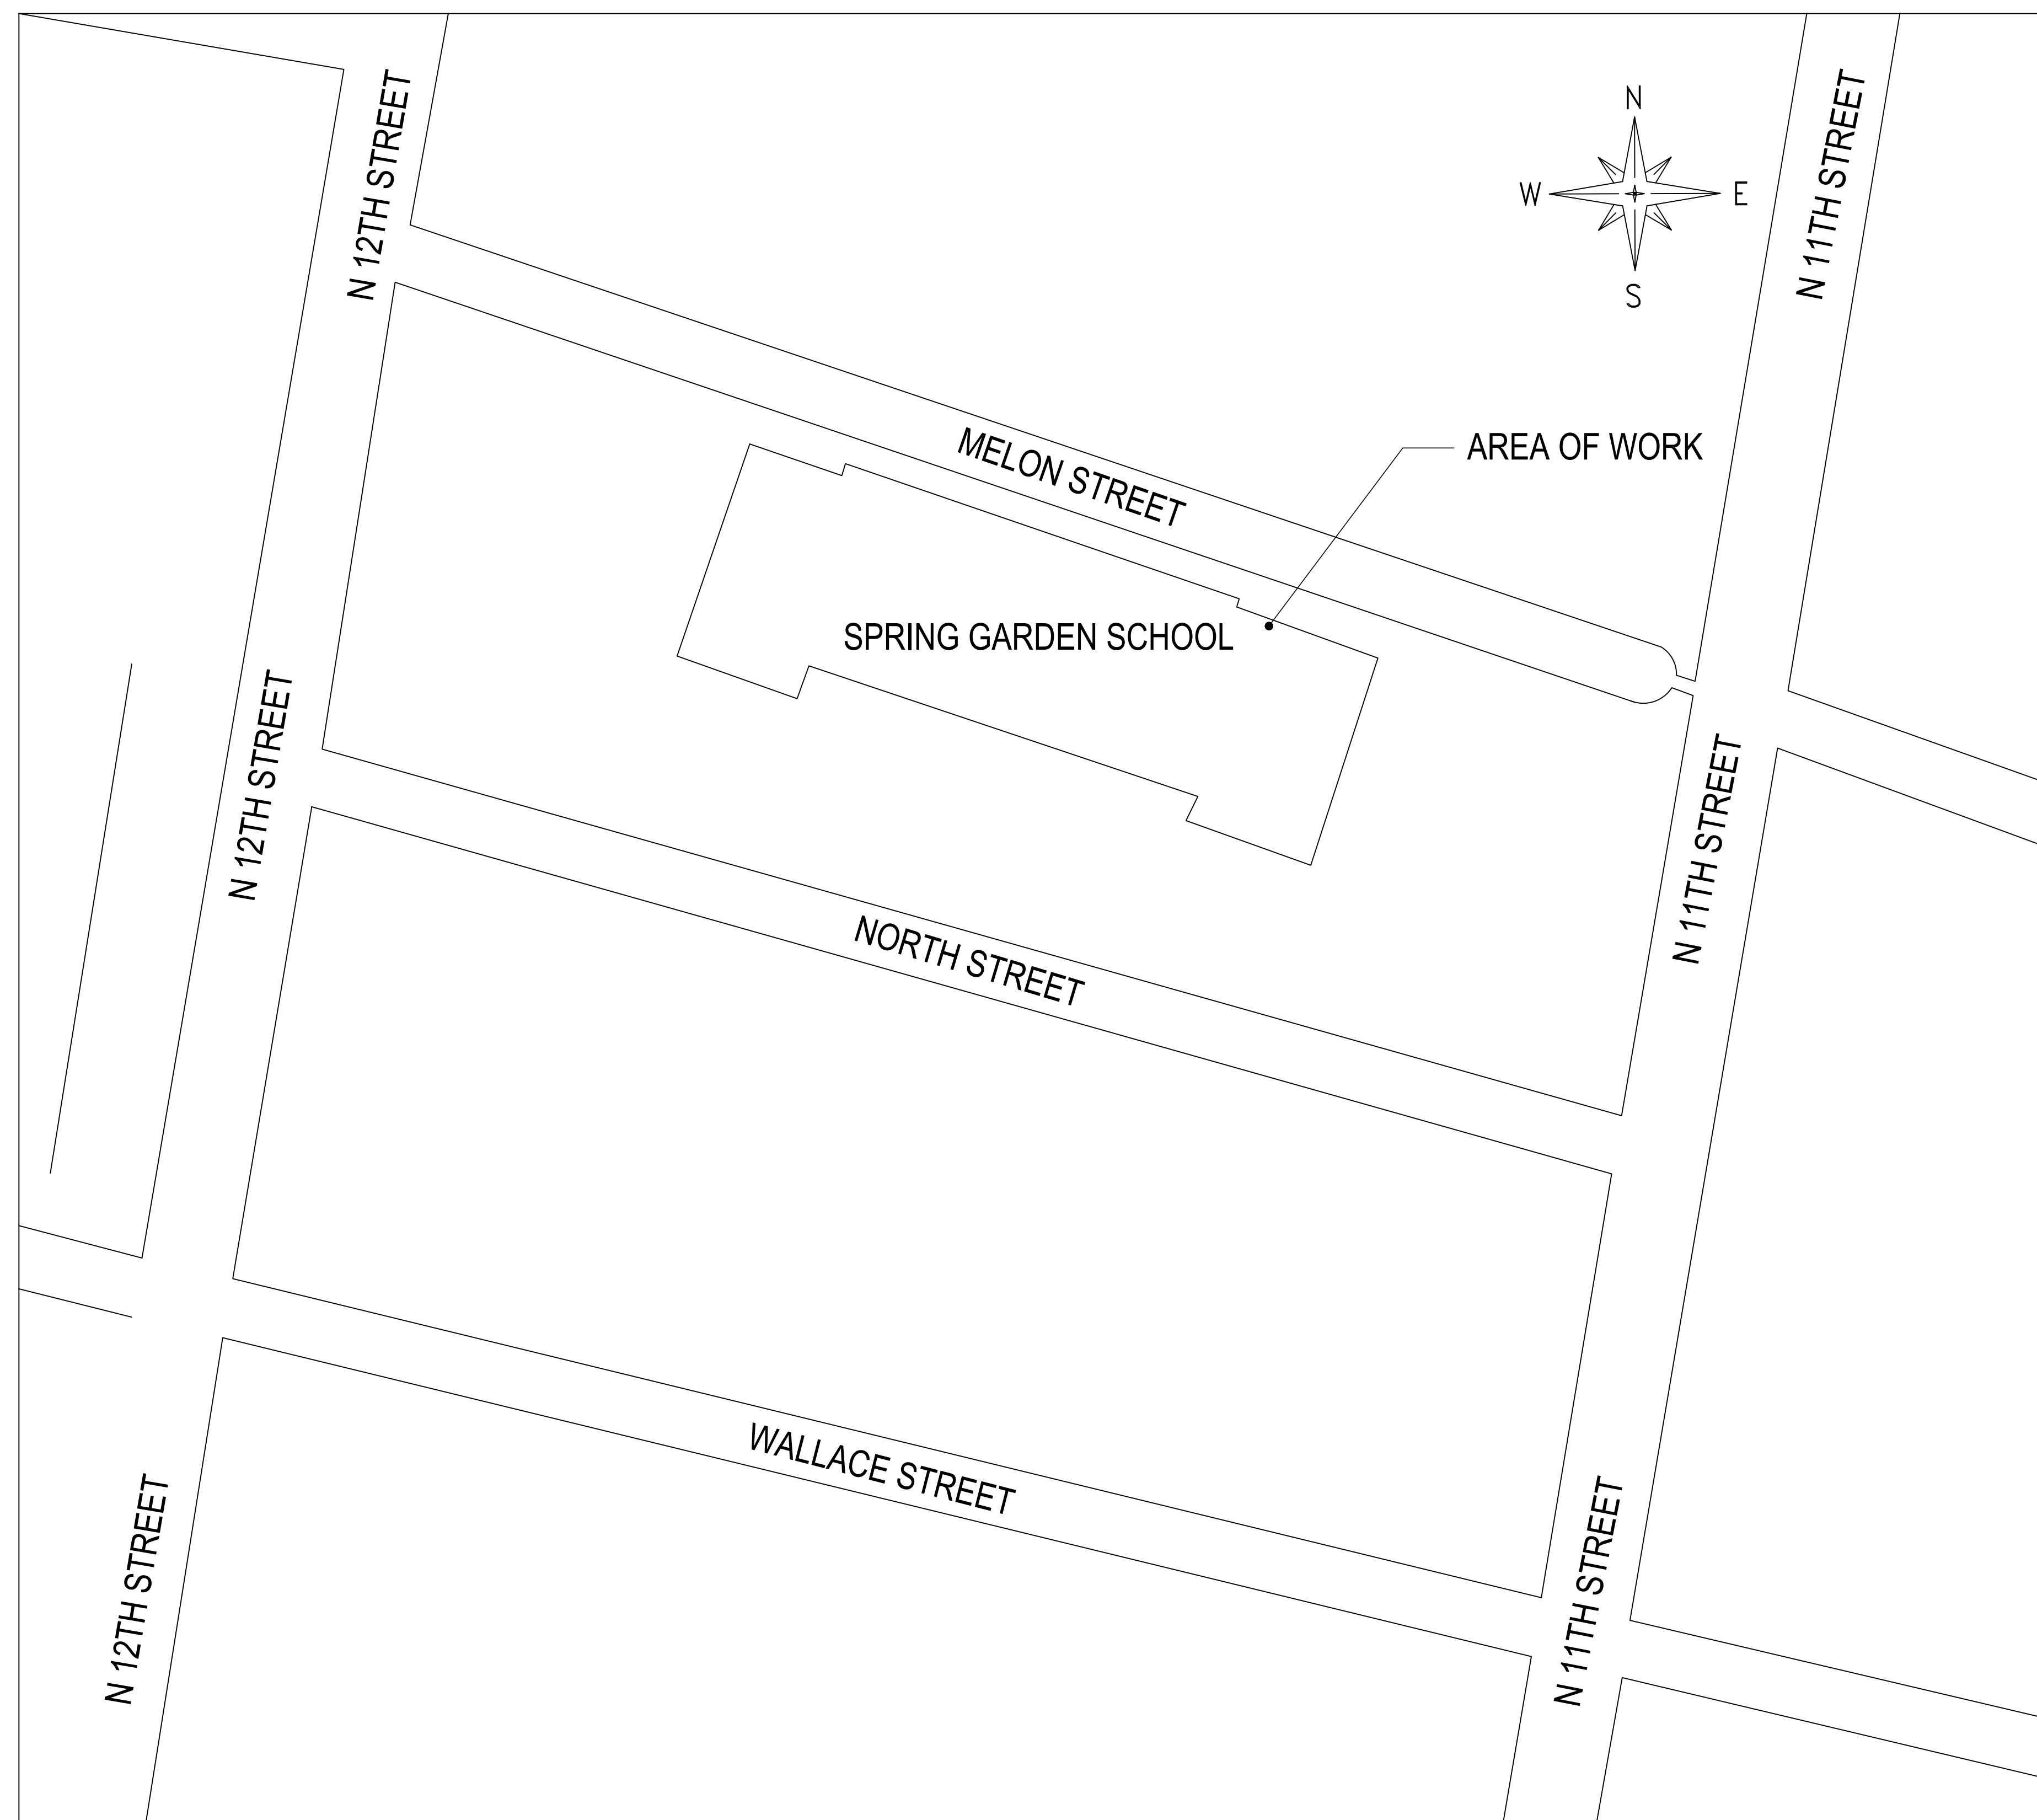 N 12TH STREET
N 11TH STREET
N
W
E
S
MELON STREET
AREA OF WORK
SPRING GARDEN SCHOOL
N 12TH STREET
N 11TH STREET
NORTH STREET
WALLACE STREET
N 12TH STREET
N 11TH STREET